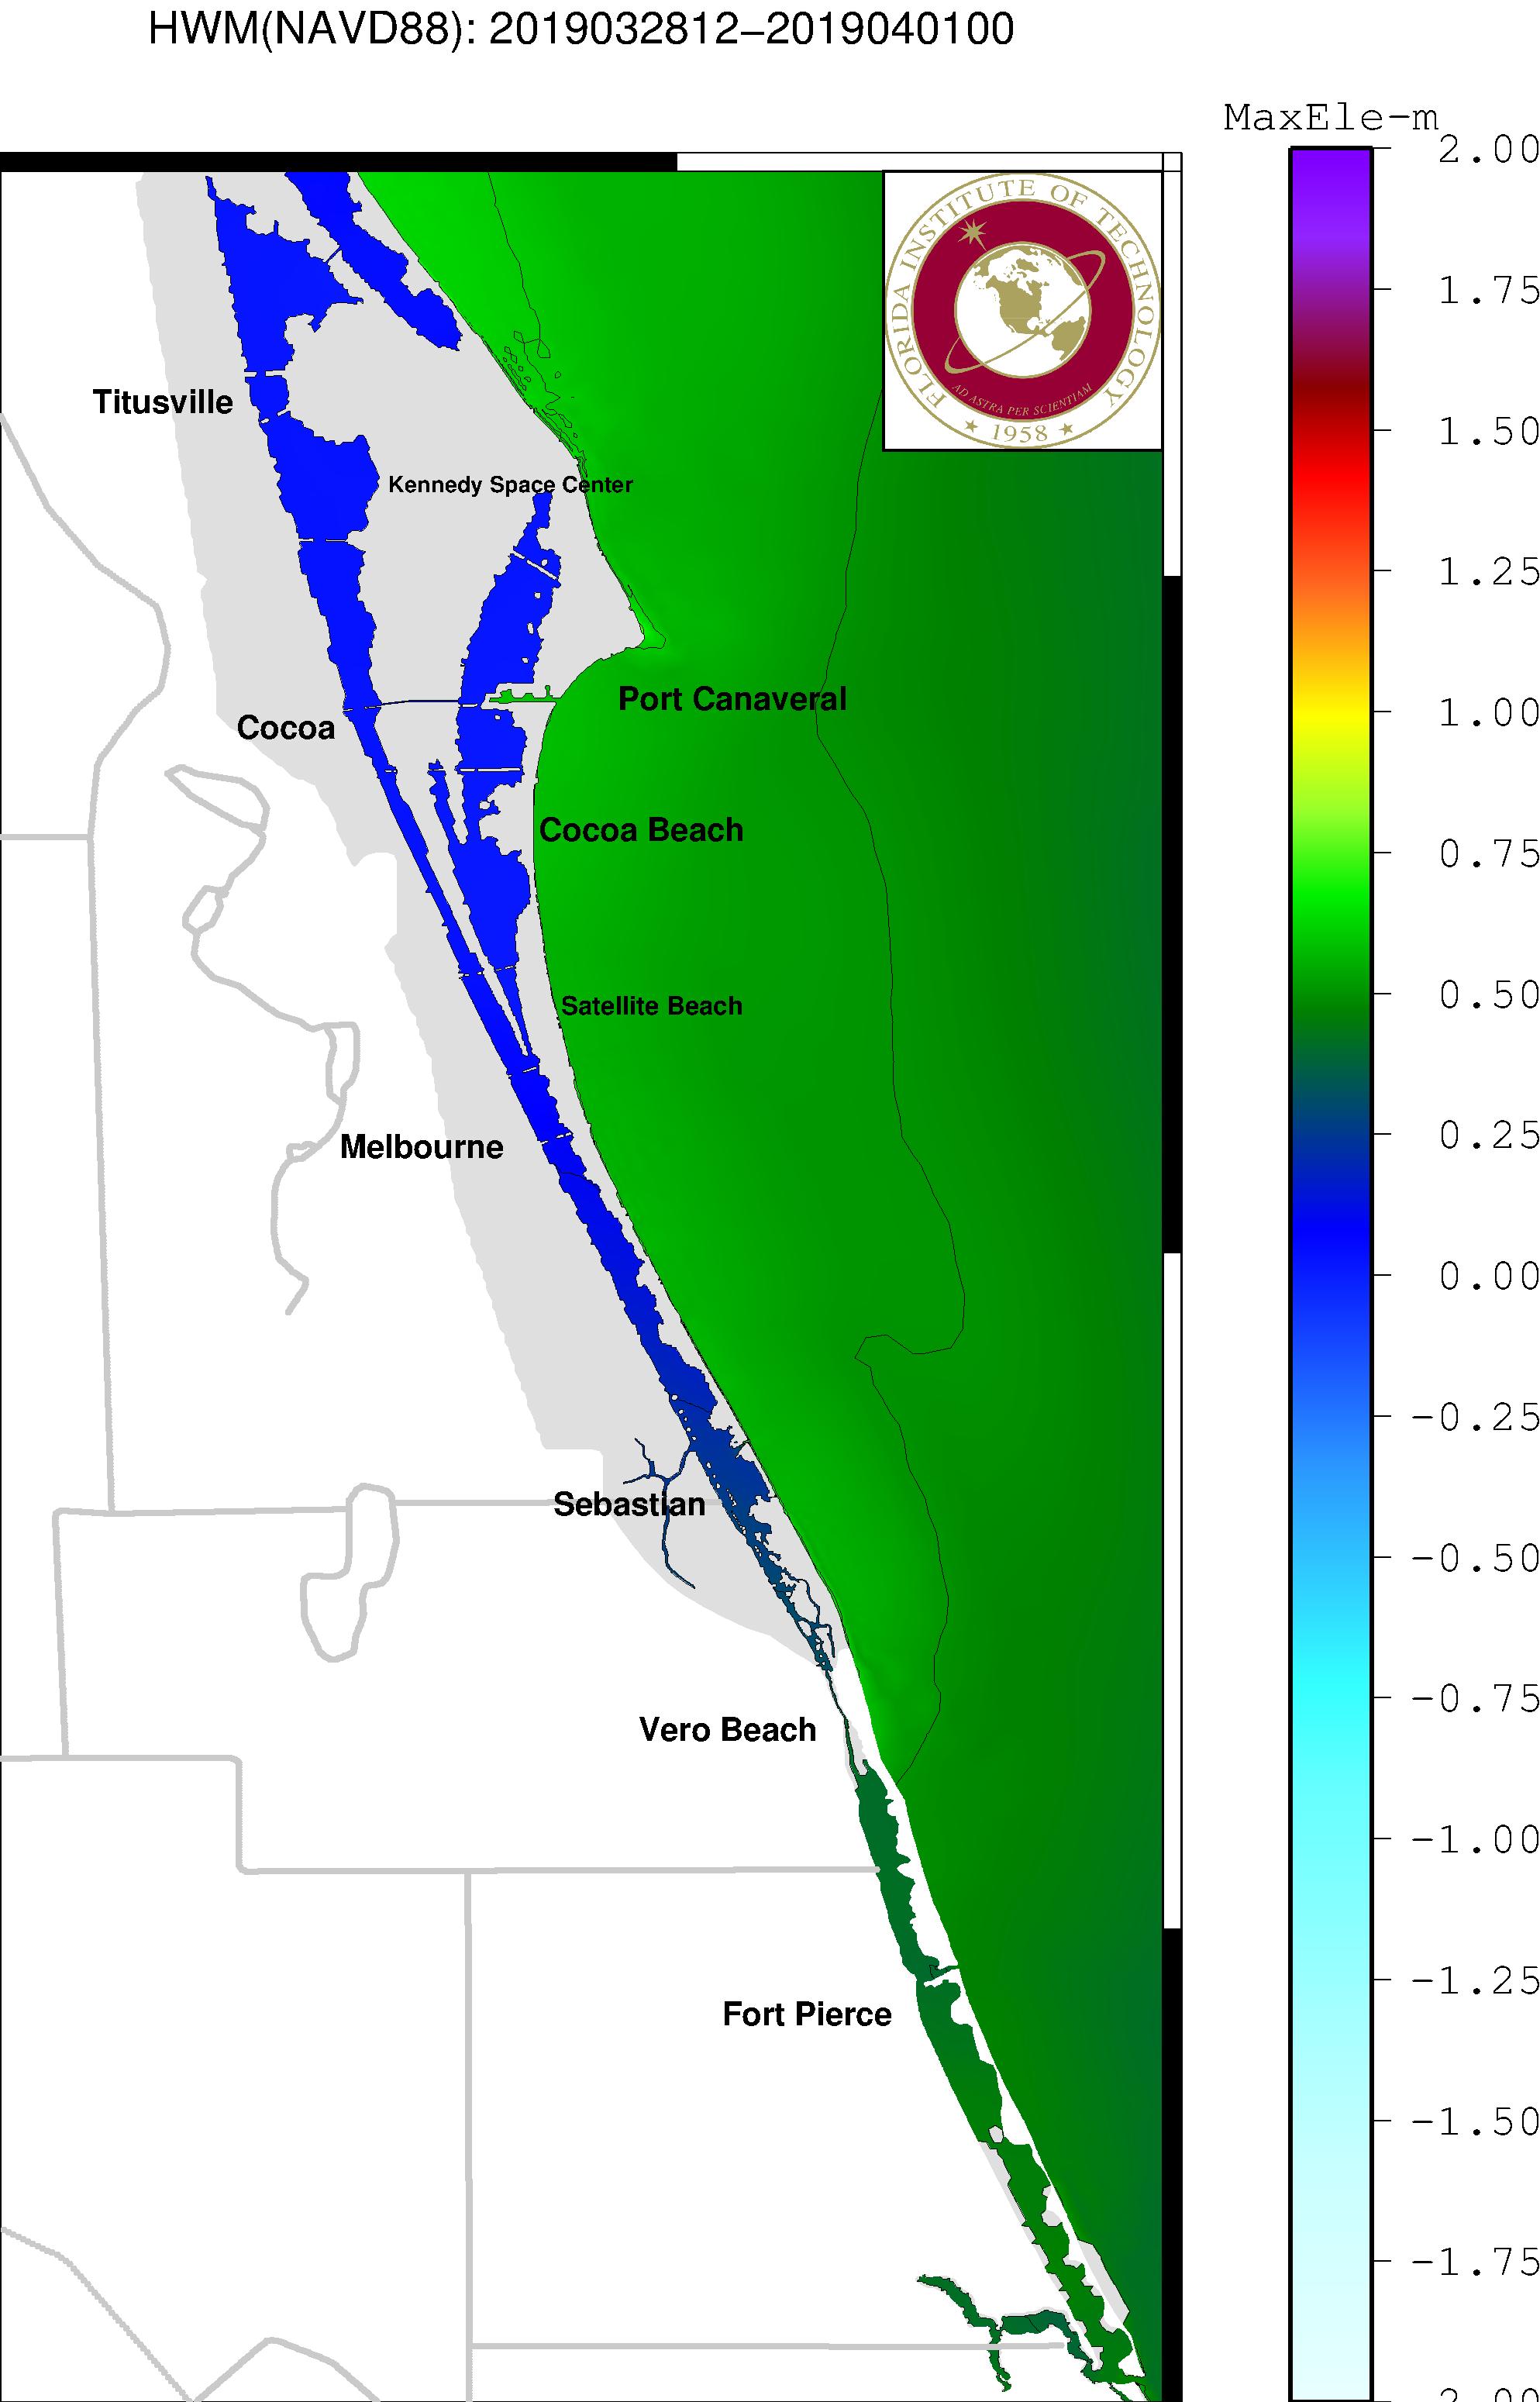 HWM(NAVD88): 2019032812–2019040100
MaxEle-m
2.00
1.75
1.50
1.25
1.00
0.75
0.50
0.25
0.00
-0.25
-0.50
-0.75
-1.00
-1.25
-1.50
-1.75
-2.00
FLORIDA INSTITUTE OF TECHNOLOGY
AD ASTRA PER SCIENTIAM
★ 1958 ★
Titusville
Kennedy Space Center
Port Canaveral
Cocoa
Cocoa Beach
Satellite Beach
Melbourne
Sebastian
Vero Beach
Fort Pierce